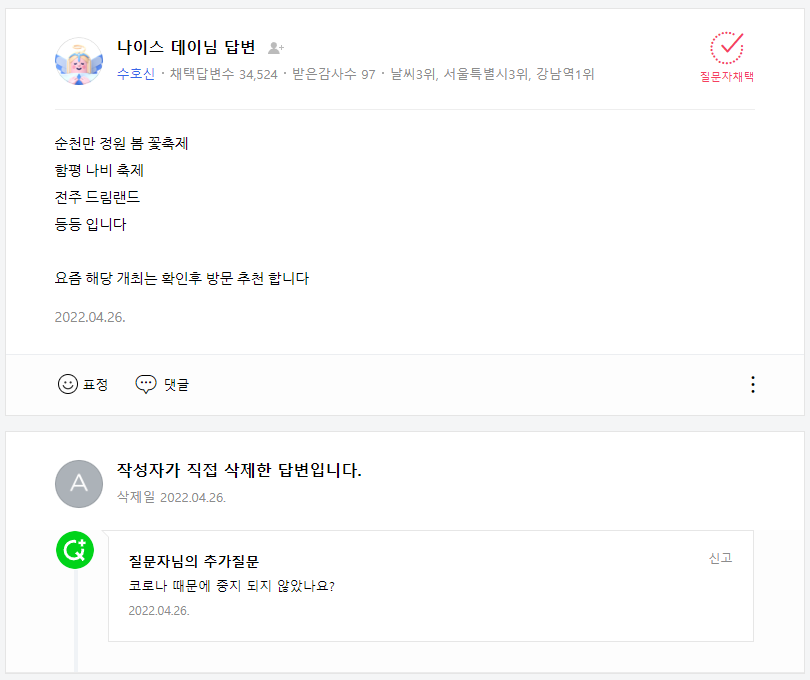 나이스 데이님 답변
수호신 · 채택답변수 34,524 · 받은감사수 97 · 날씨3위, 서울특별시3위, 강남역1위
질문자채택
순천만 정원 봄 꽃축제
함평 나비 축제
전주 드림랜드
등등 입니다
요즘 해당 개최는 확인후 방문 추천 합니다
2022.04.26.
표정
댓글
A
작성자가 직접 삭제한 답변입니다.
삭제일 2022.04.26.
질문자님의 추가질문
신고
코로나 때문에 중지 되지 않았나요?
2022.04.26.